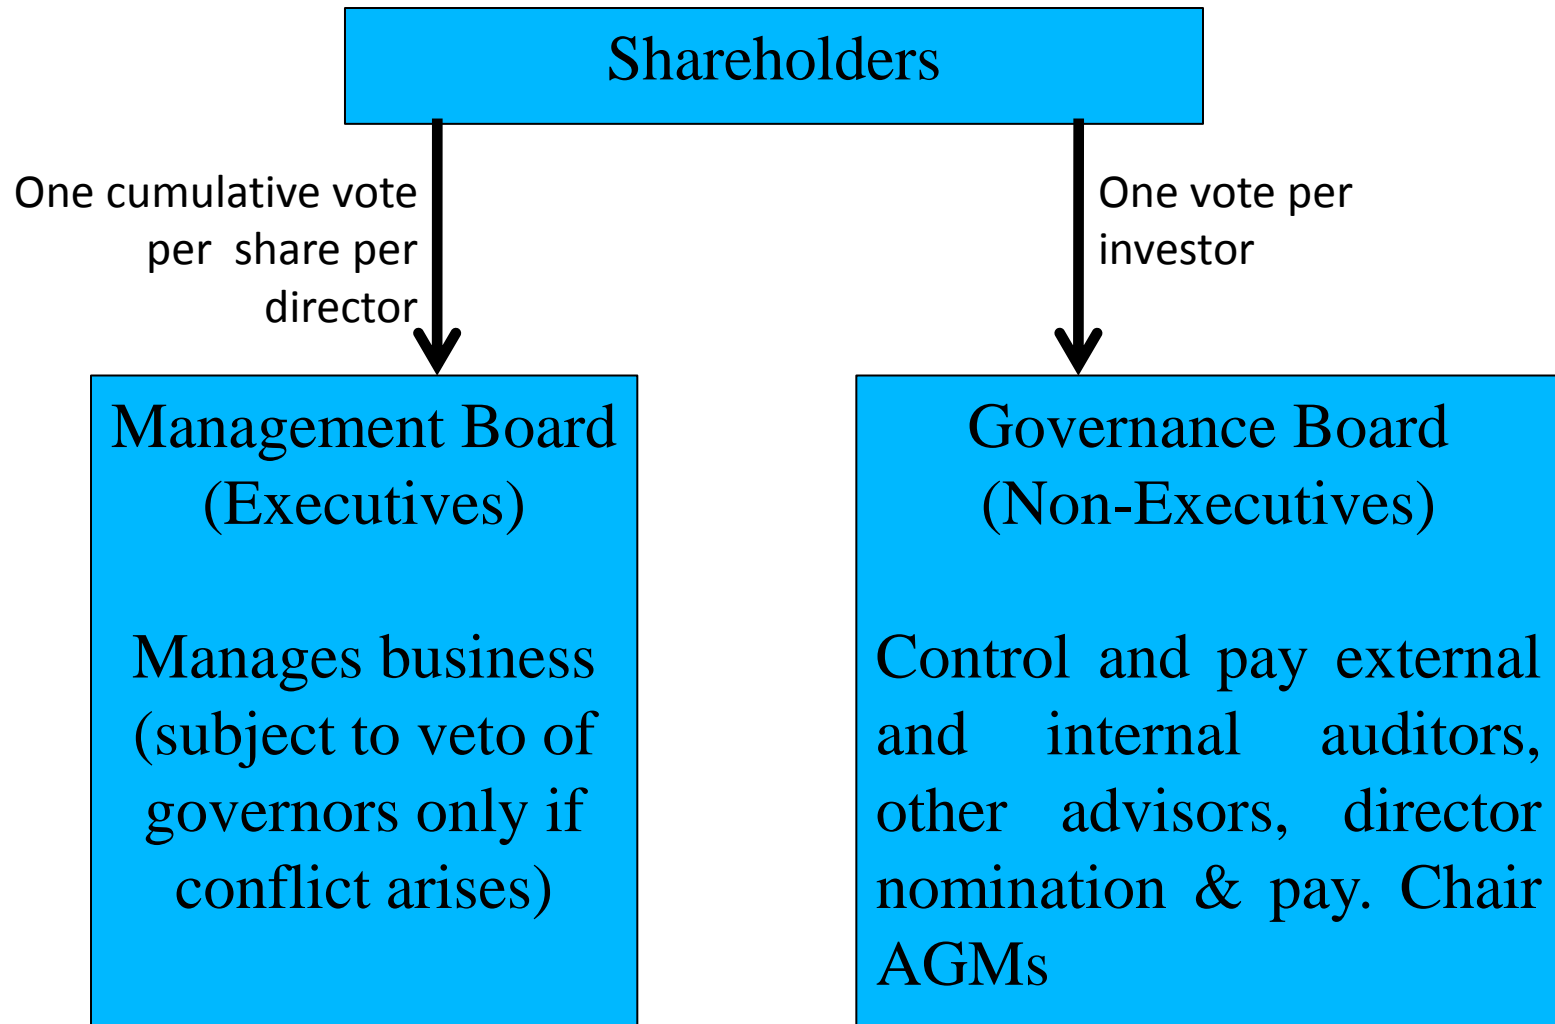 Shareholders
One cumulative vote
per share per
director
One vote per
investor
Management Board
(Executives)
Manages business
(subject to veto of
governors only if
conflict arises)
Governance Board
(Non-Executives)
Control and pay external
and internal auditors,
other advisors, director
nomination & pay. Chair
AGMs